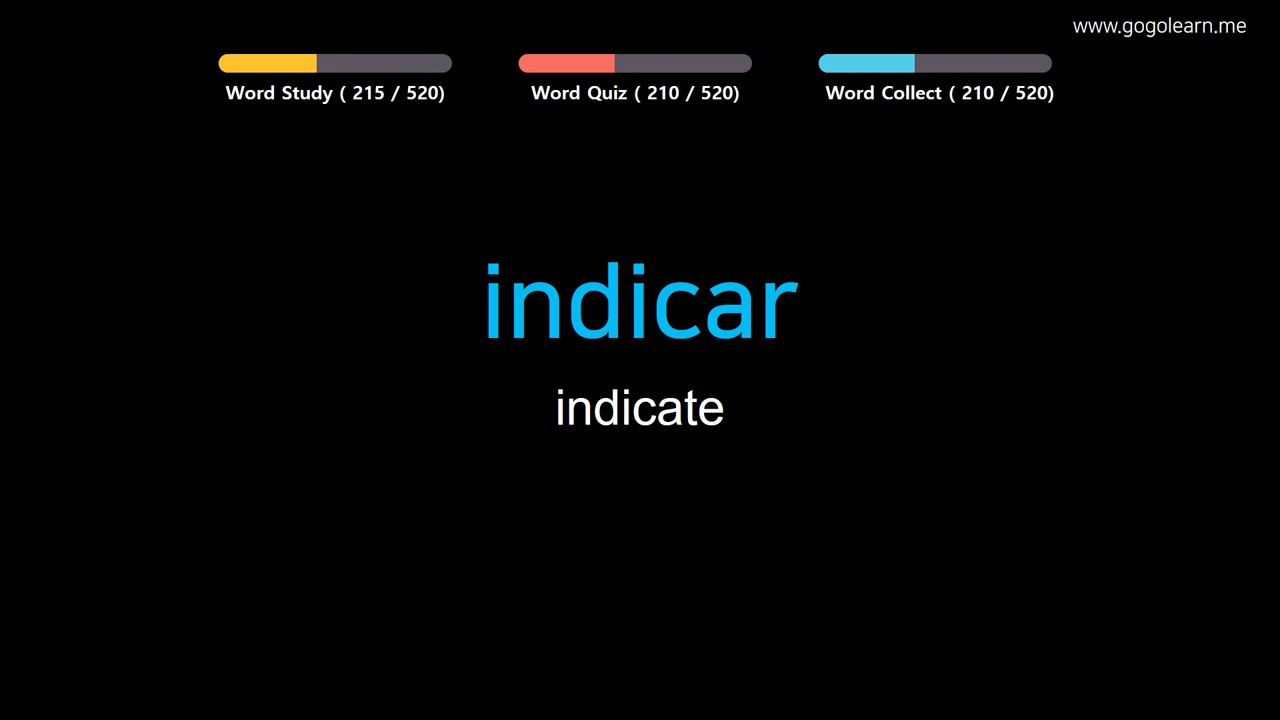 www.gogolearn.me
Word Study ( 215 / 520)
Word Quiz ( 210 / 520)
Word Collect ( 210 / 520)
indicar
indicate